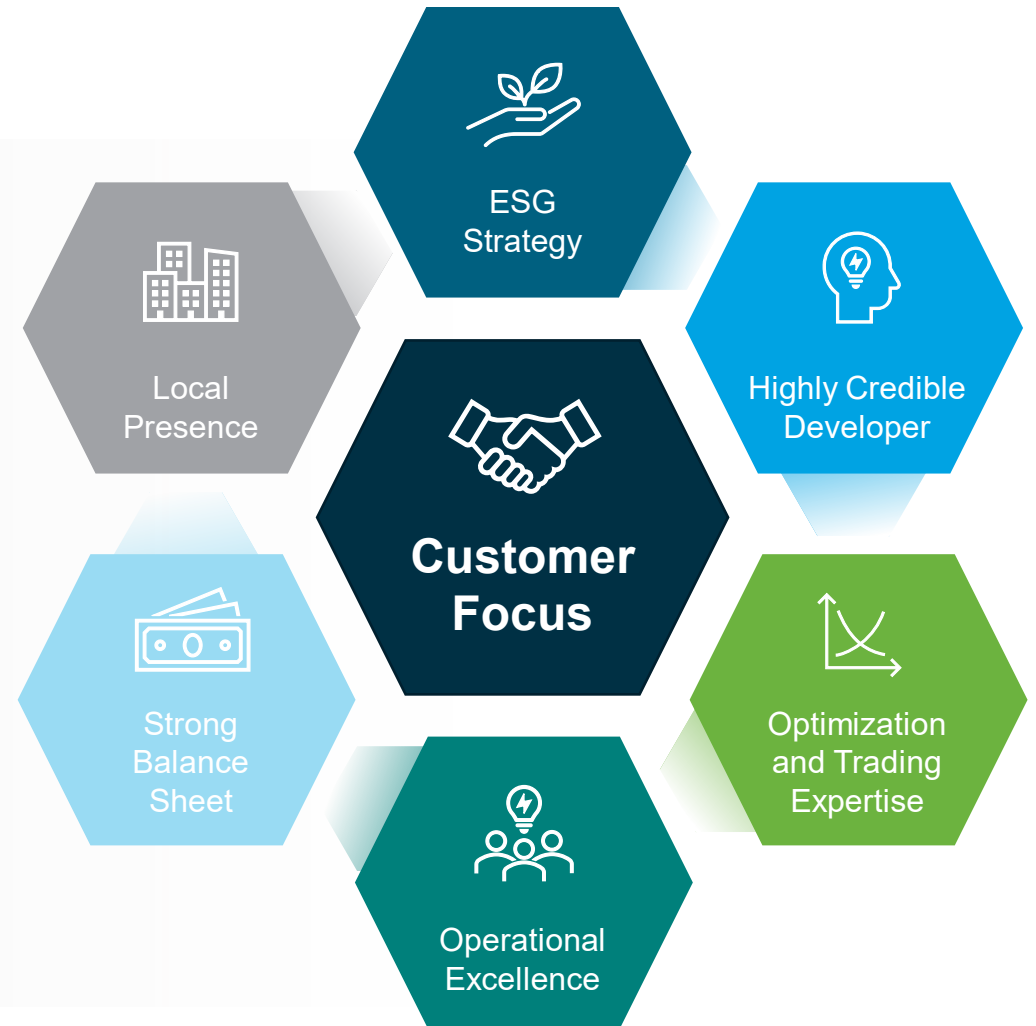 ESG
Strategy
Highly Credible
Developer
Optimization
and Trading
Expertise
Operational
Excellence
Strong
Balance
Sheet
Local
Presence
Customer
Focus